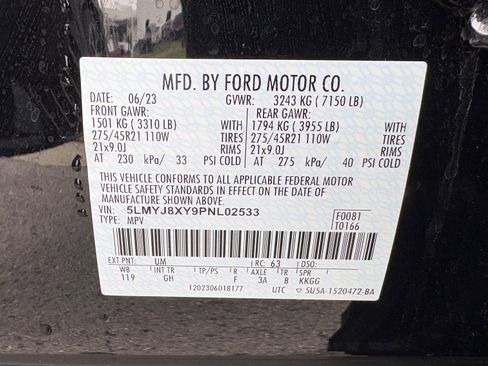 MFD. BY FORD MOTOR CO.
DATE: 06/23 GVWR: 3243 KG ( 7150 LB)
FRONT GAWR: REAR GAWR:
1501 KG ( 3310 LB) WITH 1794 KG ( 3955 LB) WITH
275/45R21 110W TIRES 275/45R21 110W TIRES
21x9.0J RIMS 21x9.0J RIMS
AT 230 kPa/ 33 PSI COLD AT 275 kPa/ 40 PSI COLD
THIS VEHICLE CONFORMS TO ALL APPLICABLE FEDERAL MOTOR
VEHICLE SAFETY STANDARDS IN EFFECT ON THE DATE OF
MANUFACTURE SHOWN ABOVE.
VIN: 5LMYJ8XY9PNL02533 F0081
TYPE: MPV T0166
EXT PNT: UM RC: 63 DSO:
WB INT TR TP/PS R AXLE TR SPR
119 GH F 3A B KKGG
1202306018177 UTC 5U5A-1520472-BA